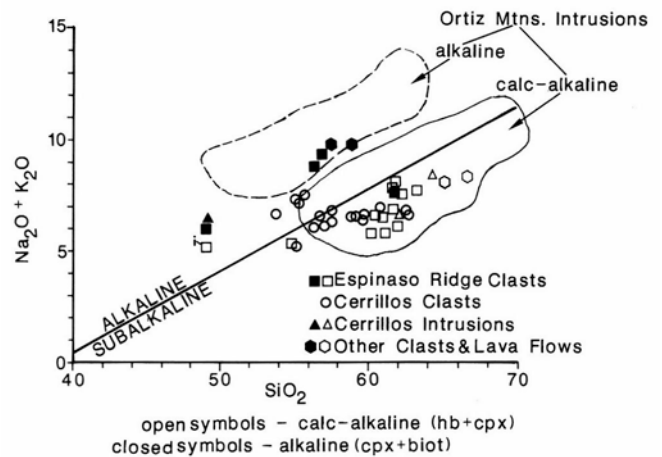 Ortiz Mtns. Intrusions
alkaline
calc-alkaline
15
10
5
0
Na2O + K2O
i
ALKALINE
SUBALKALINE
■□Espinaso Ridge Clasts
○Cerrillos Clasts
▲△Cerrillos Intrusions
⬢⬡Other Clasts & Lava Flows
40
50
60
70
SiO2
open symbols - calc-alkaline (hb+cpx)
closed symbols - alkaline (cpx+biot)